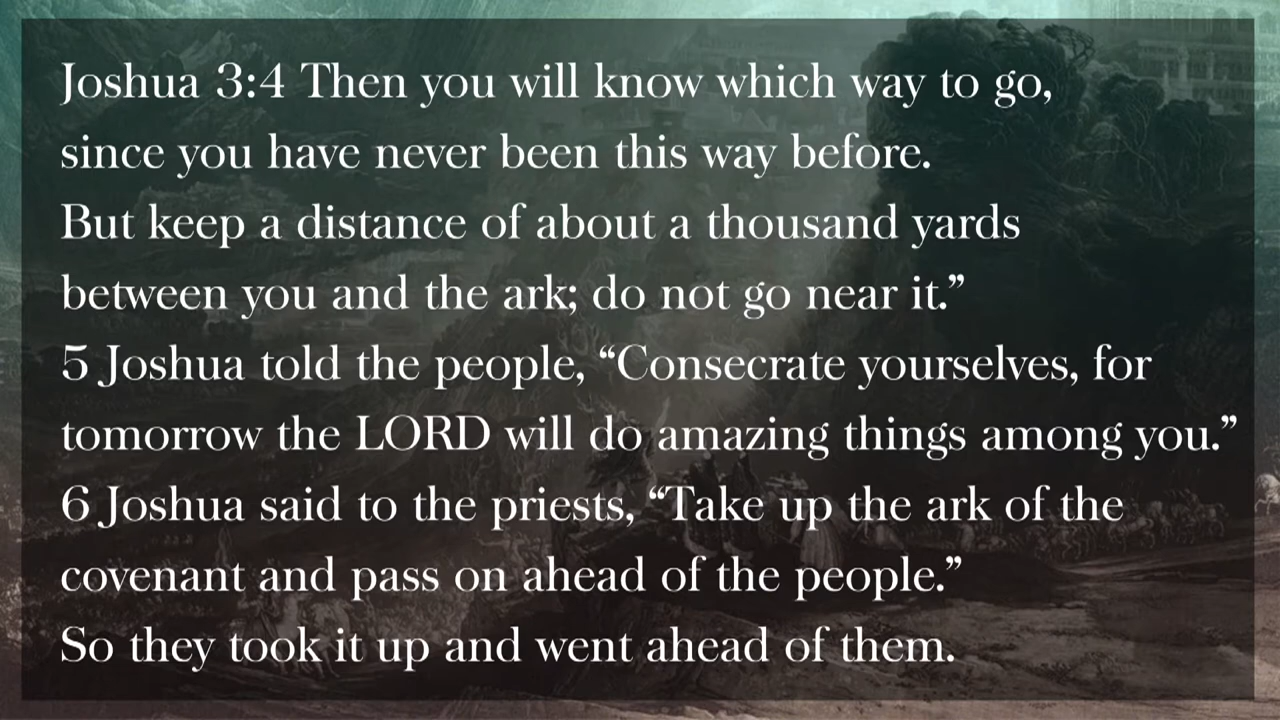 Joshua 3:4 Then you will know which way to go,
since you have never been this way before.
But keep a distance of about a thousand yards
between you and the ark; do not go near it.”
5 Joshua told the people, “Consecrate yourselves, for
tomorrow the LORD will do amazing things among you.”
6 Joshua said to the priests, “Take up the ark of the
covenant and pass on ahead of the people.”
So they took it up and went ahead of them.